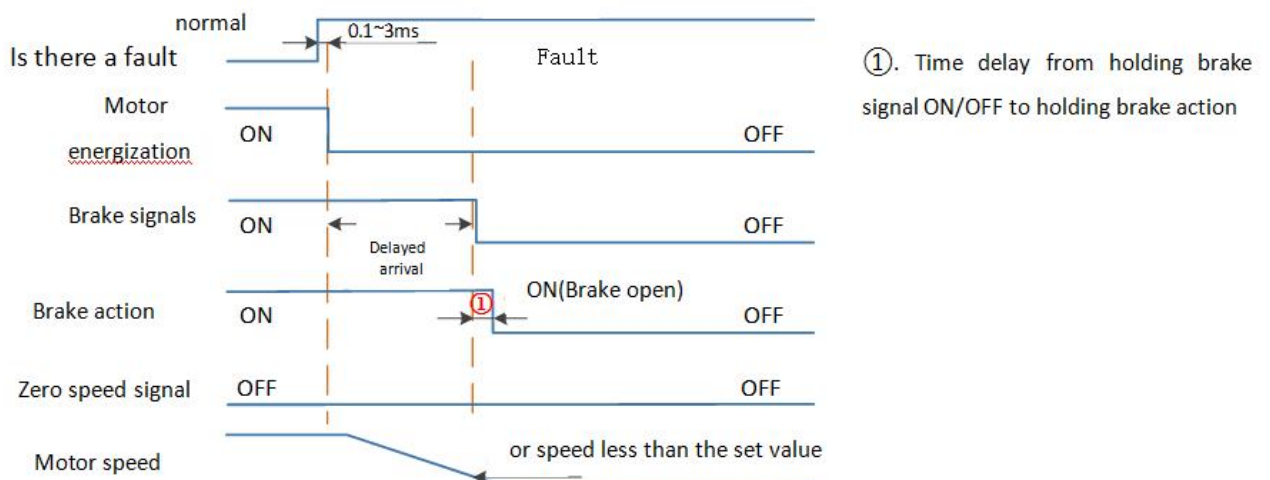 normal
0.1~3ms
Is there a fault
Fault
①. Time delay from holding brake
signal ON/OFF to holding brake action
Motor
energization
ON
OFF
Brake signals
ON
OFF
Delayed
arrival
①
ON(Brake open)
Brake action
ON
OFF
Zero speed signal
OFF
OFF
or speed less than the set value
Motor speed